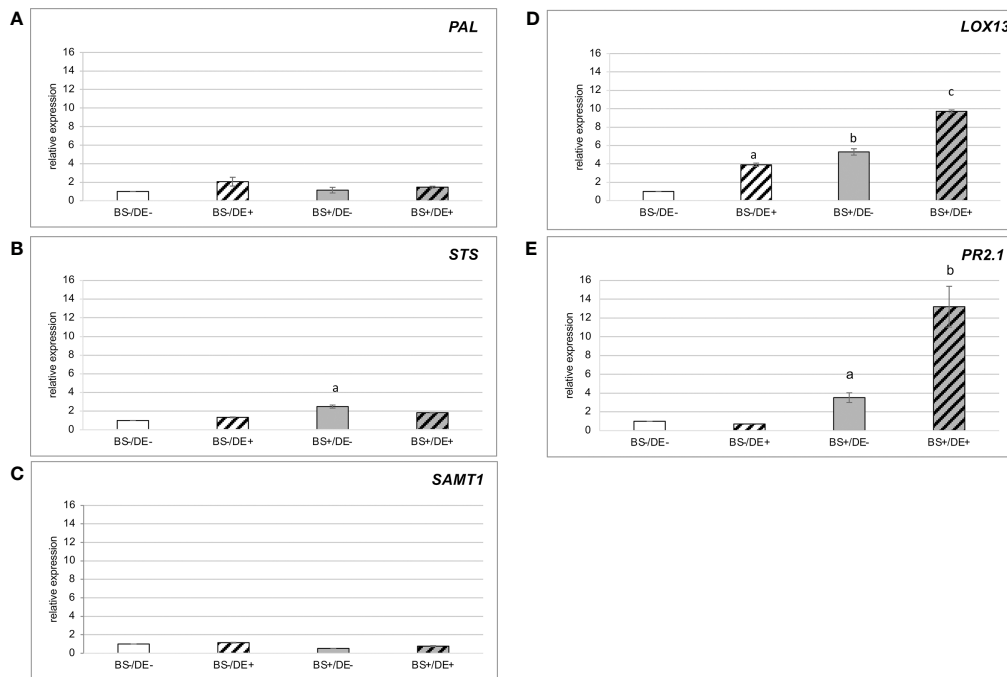 A
PAL
relative expression
16
14
12
10
8
6
4
2
0
BS-/DE- BS-/DE+ BS+/DE- BS+/DE+
B
STS
relative expression
16
14
12
10
8
6
4
2
0
a
BS-/DE- BS-/DE+ BS+/DE- BS+/DE+
C
SAMT1
relative expression
16
14
12
10
8
6
4
2
0
BS-/DE- BS-/DE+ BS+/DE- BS+/DE+
D
LOX13
relative expression
16
14
12
10
8
6
4
2
0
a b c
BS-/DE- BS-/DE+ BS+/DE- BS+/DE+
E
PR2.1
relative expression
16
14
12
10
8
6
4
2
0
a b
BS-/DE- BS-/DE+ BS+/DE- BS+/DE+